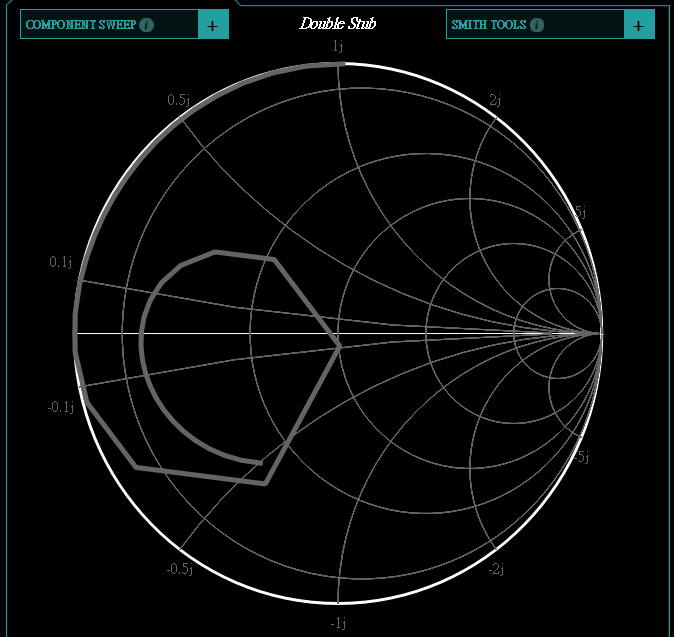 Double Stub
COMPONENT SWEEP i +
SMITH TOOLS i +
1j
0.5j
2j
5j
0.1j
-0.1j
-5j
-0.5j
-2j
-1j